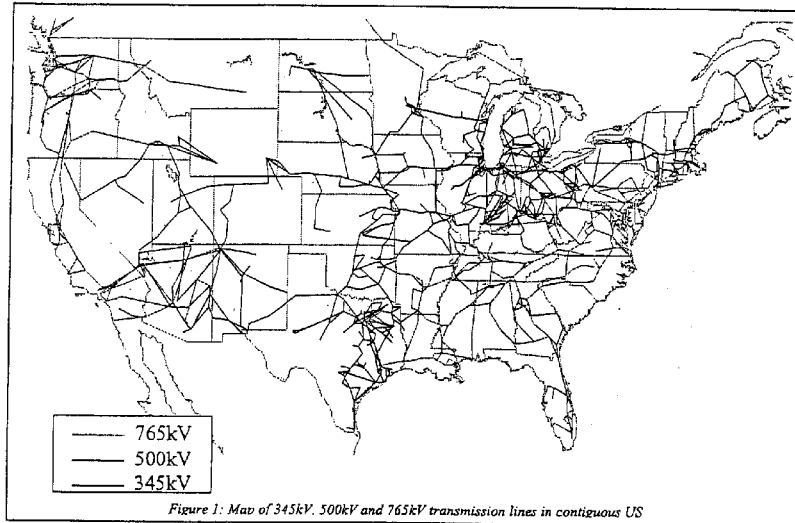 765kV
500kV
345kV
Figure 1: Map of 345kV. 500kV and 765kV transmission lines in contiguous US